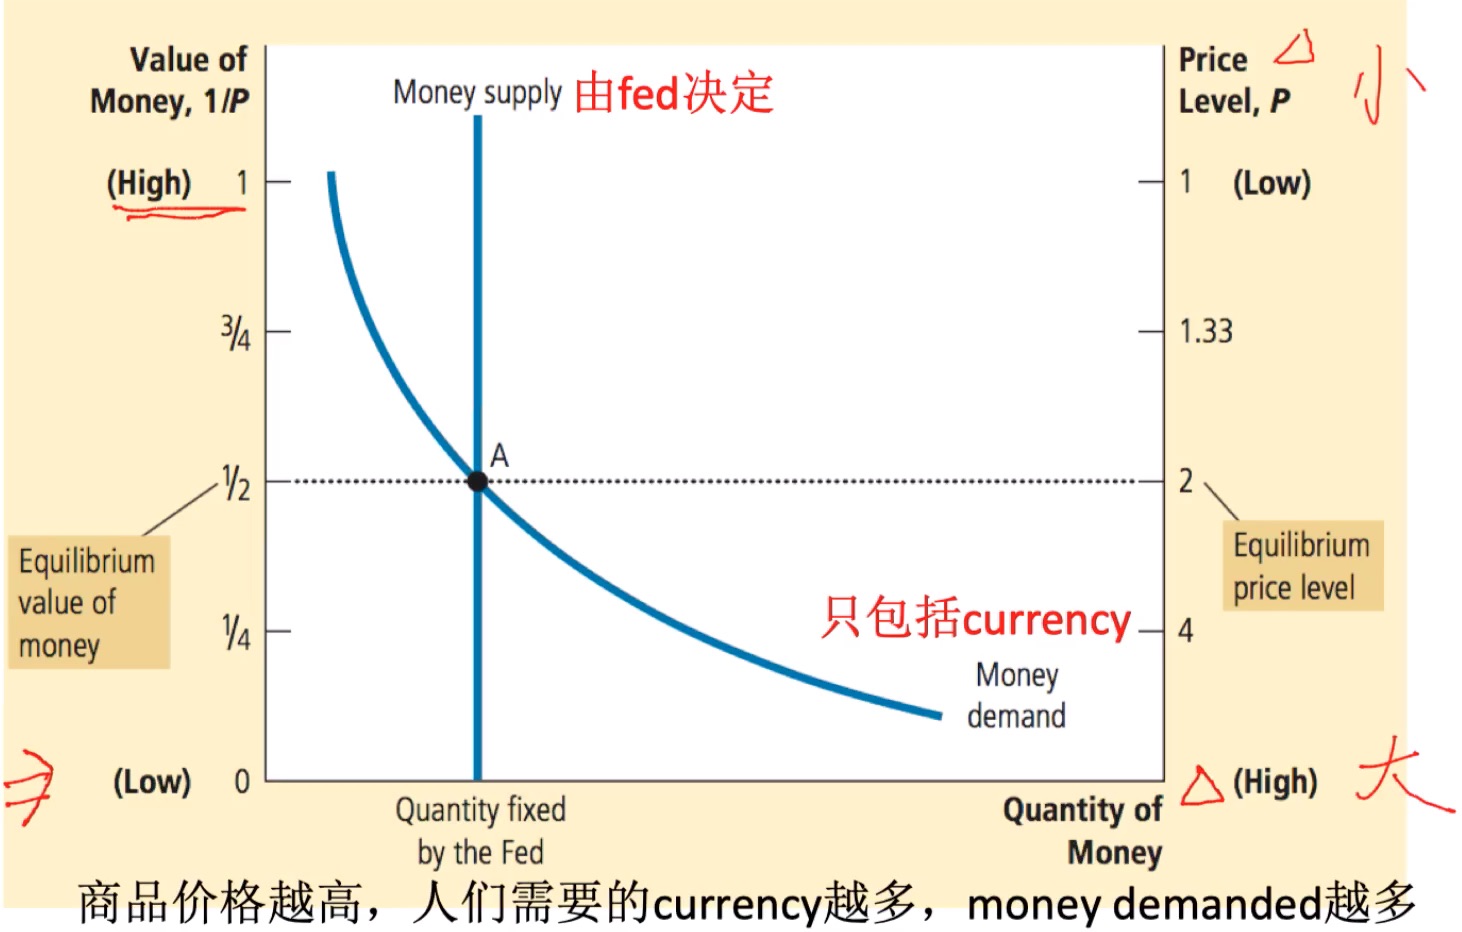 Value of
Money, 1/P
Money supply 由fed决定
Price
Level, P
小
(High) 1
1 (Low)
3/4
1.33
A
1/2
2
Equilibrium
value of
money
Equilibrium
price level
1/4
只包括currency
4
Money
demand
(Low) 0
(High) 大
Quantity fixed
by the Fed
Quantity of
Money
商品价格越高，人们需要的currency越多，money demanded越多